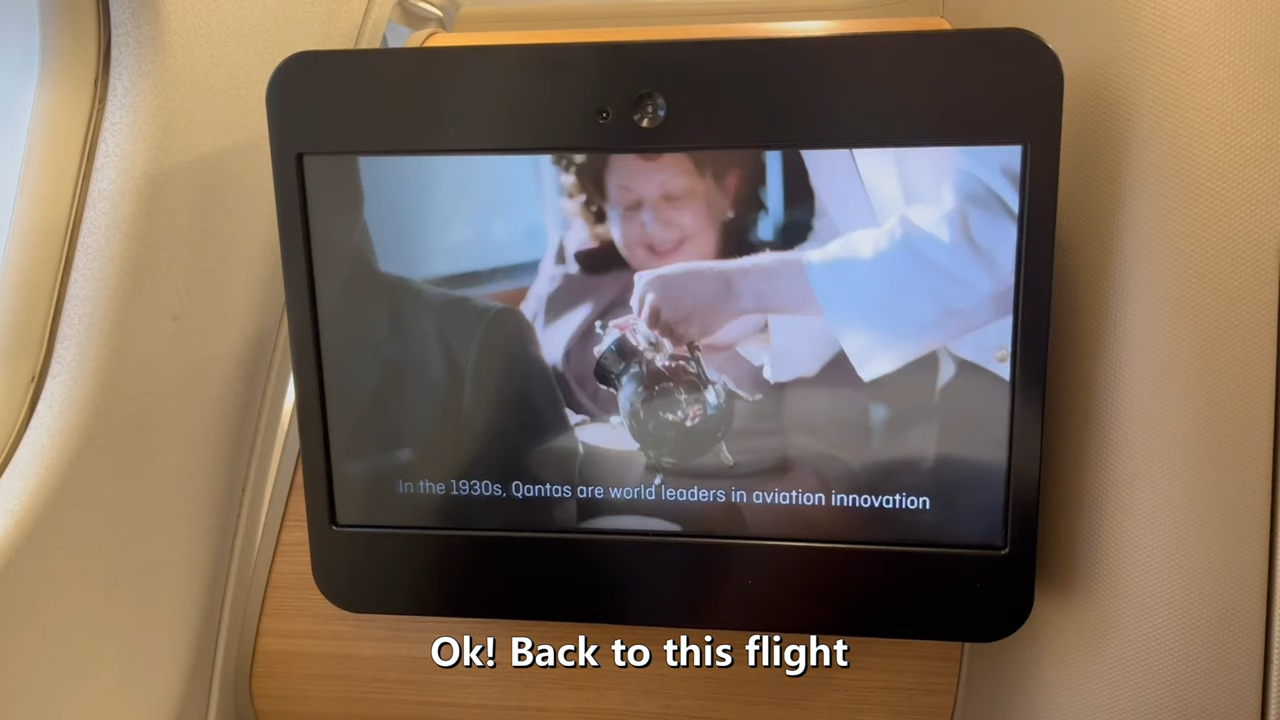 In the 1930s, Qantas are world leaders in aviation innovation
Ok! Back to this flight